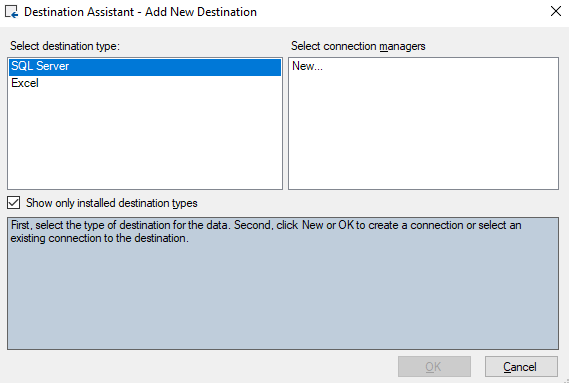 Destination Assistant - Add New Destination
Select destination type:
Select connection managers
SQL Server
New...
Excel
Show only installed destination types
First, select the type of destination for the data. Second, click New or OK to create a connection or select an
existing connection to the destination.
OK
Cancel